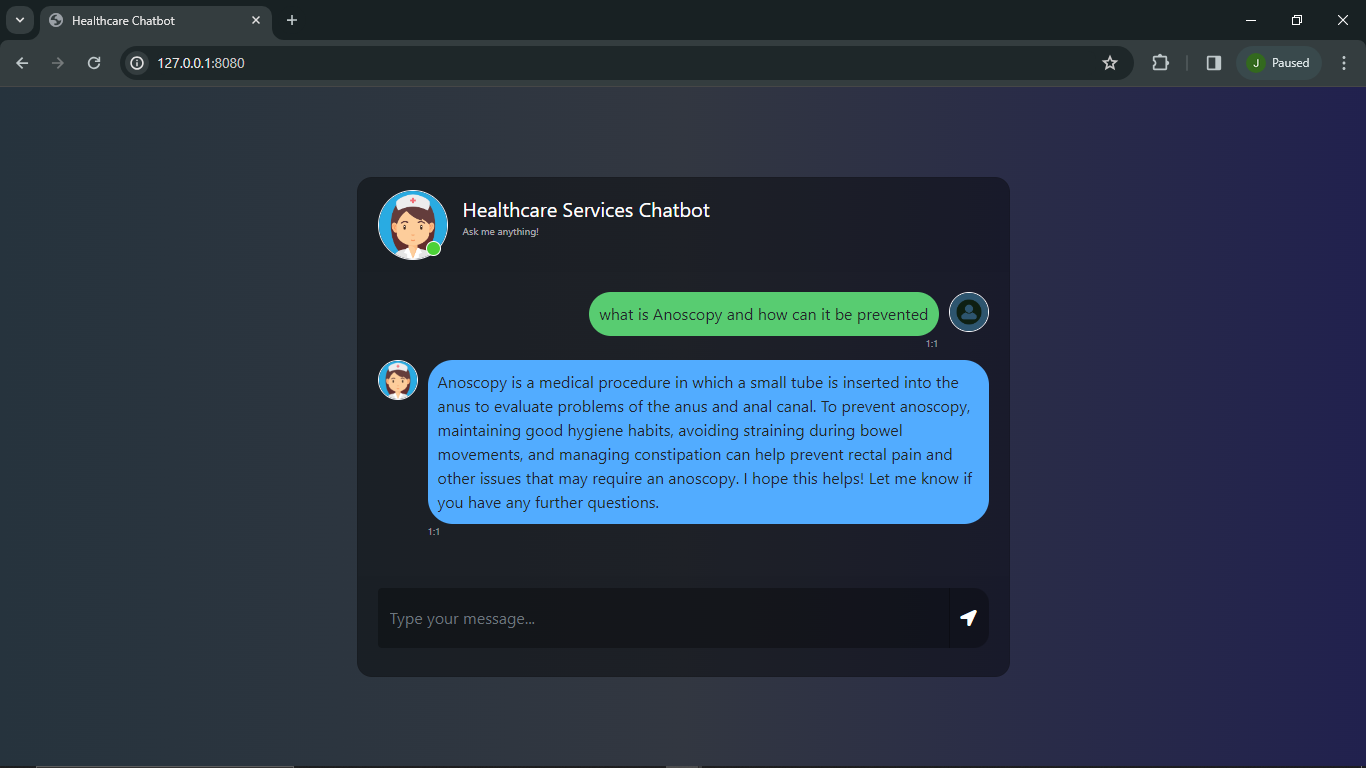 Healthcare Chatbot
127.0.0.1:8080
J Paused
Healthcare Services Chatbot
Ask me anything!
what is Anoscopy and how can it be prevented
1:1
Anoscopy is a medical procedure in which a small tube is inserted into the
anus to evaluate problems of the anus and anal canal. To prevent anoscopy,
maintaining good hygiene habits, avoiding straining during bowel
movements, and managing constipation can help prevent rectal pain and
other issues that may require an anoscopy. I hope this helps! Let me know if
you have any further questions.
1:1
Type your message...